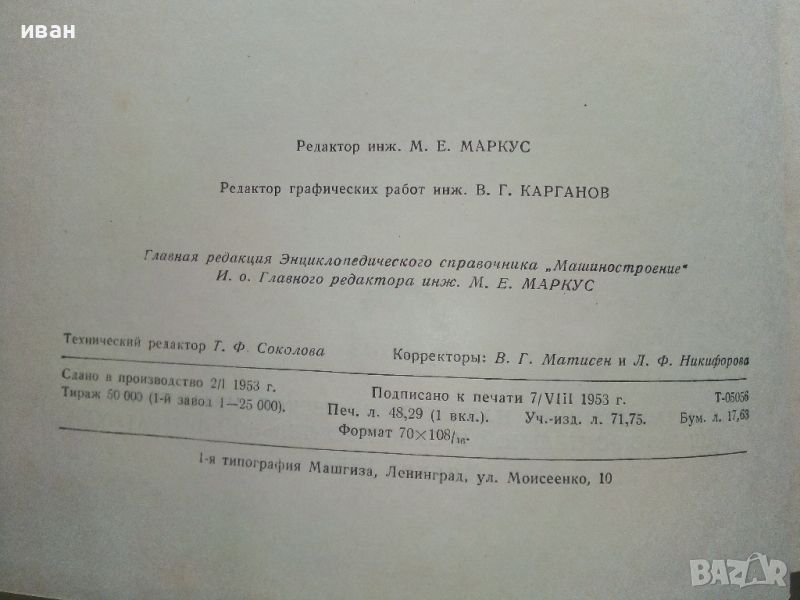 иван
Редактор инж. М. Е. МАРКУС
Редактор графических работ инж. В. Г. КАРГАНОВ
Главная редакция Энциклопедического справочника „Машиностроение"
И. о. Главного редактора инж. М. Е. МАРКУС
Технический редактор Т. Ф. Соколова Корректоры: В. Г. Матисен и Л. Ф. Никифорова
Сдано в производство 2/I 1953 г. Подписано к печати 7/VIII 1953 г. Т-05056
Тираж 50 000 (1-й завод 1—25 000). Печ. л. 48,29 (1 вкл.). Уч.-изд. л. 71,75. Бум. л. 17,63
Формат 70×108/₁₆.
1-я типография Машгиза, Ленинград, ул. Моисеенко, 10
BAZAR